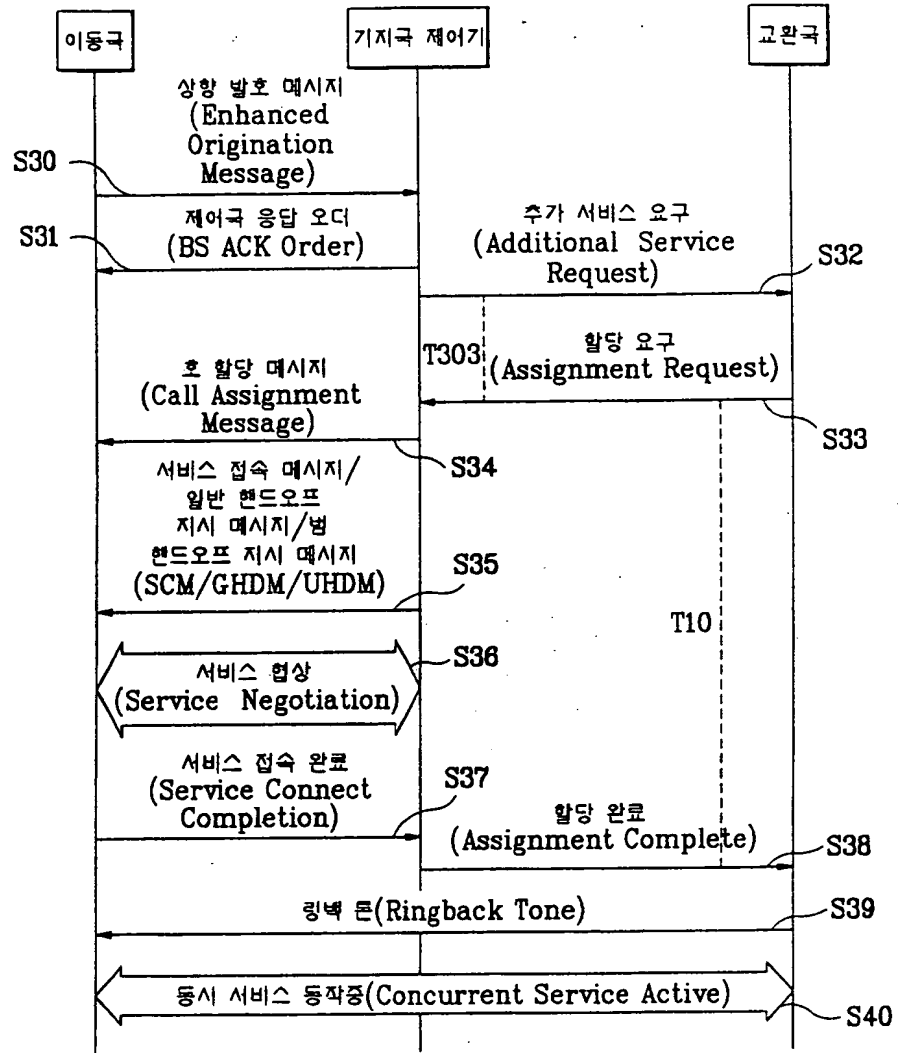 이동국
기지국 제어기
교환국
상향 발호 메시지
(Enhanced
Origination
Message)
S30
제어국 응답 오더
(BS ACK Order)
S31
추가 서비스 요구
(Additional Service
Request)
S32
T303
할당 요구
(Assignment Request)
S33
호 할당 메시지
(Call Assignment
Message)
S34
서비스 접속 메시지/
일반 핸드오프
지시 메시지/범
핸드오프 지시 메시지
(SCM/GHDM/UHDM)
S35
T10
서비스 협상
(Service Negotiation)
S36
서비스 접속 완료
(Service Connect
Completion)
S37
할당 완료
(Assignment Complete)
S38
링백 톤(Ringback Tone)
S39
동시 서비스 동작중(Concurrent Service Active)
S40